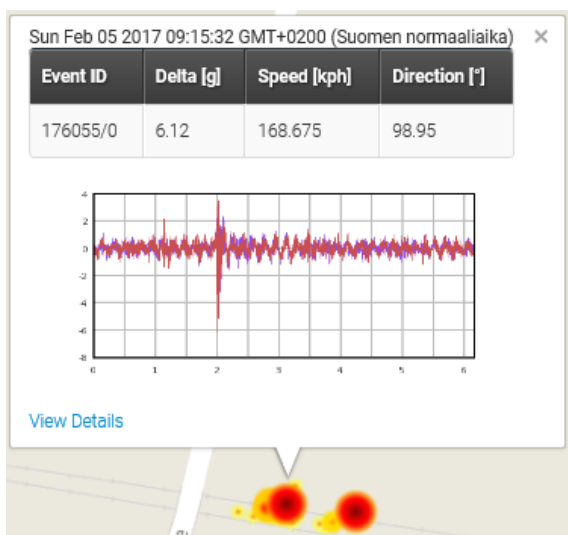 Sun Feb 05 2017 09:15:32 GMT+0200 (Suomen normaaliaika) ×
Event ID Delta [g] Speed [kph] Direction [°]
176055/0 6.12 168.675 98.95
4
2
0
-2
-4
-6
-8
0 1 2 3 4 5 6
View Details